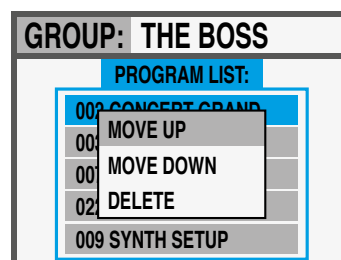 GROUP: THE BOSS
PROGRAM LIST:
002 CONCERT GRAND
MOVE UP
MOVE DOWN
DELETE
009 SYNTH SETUP